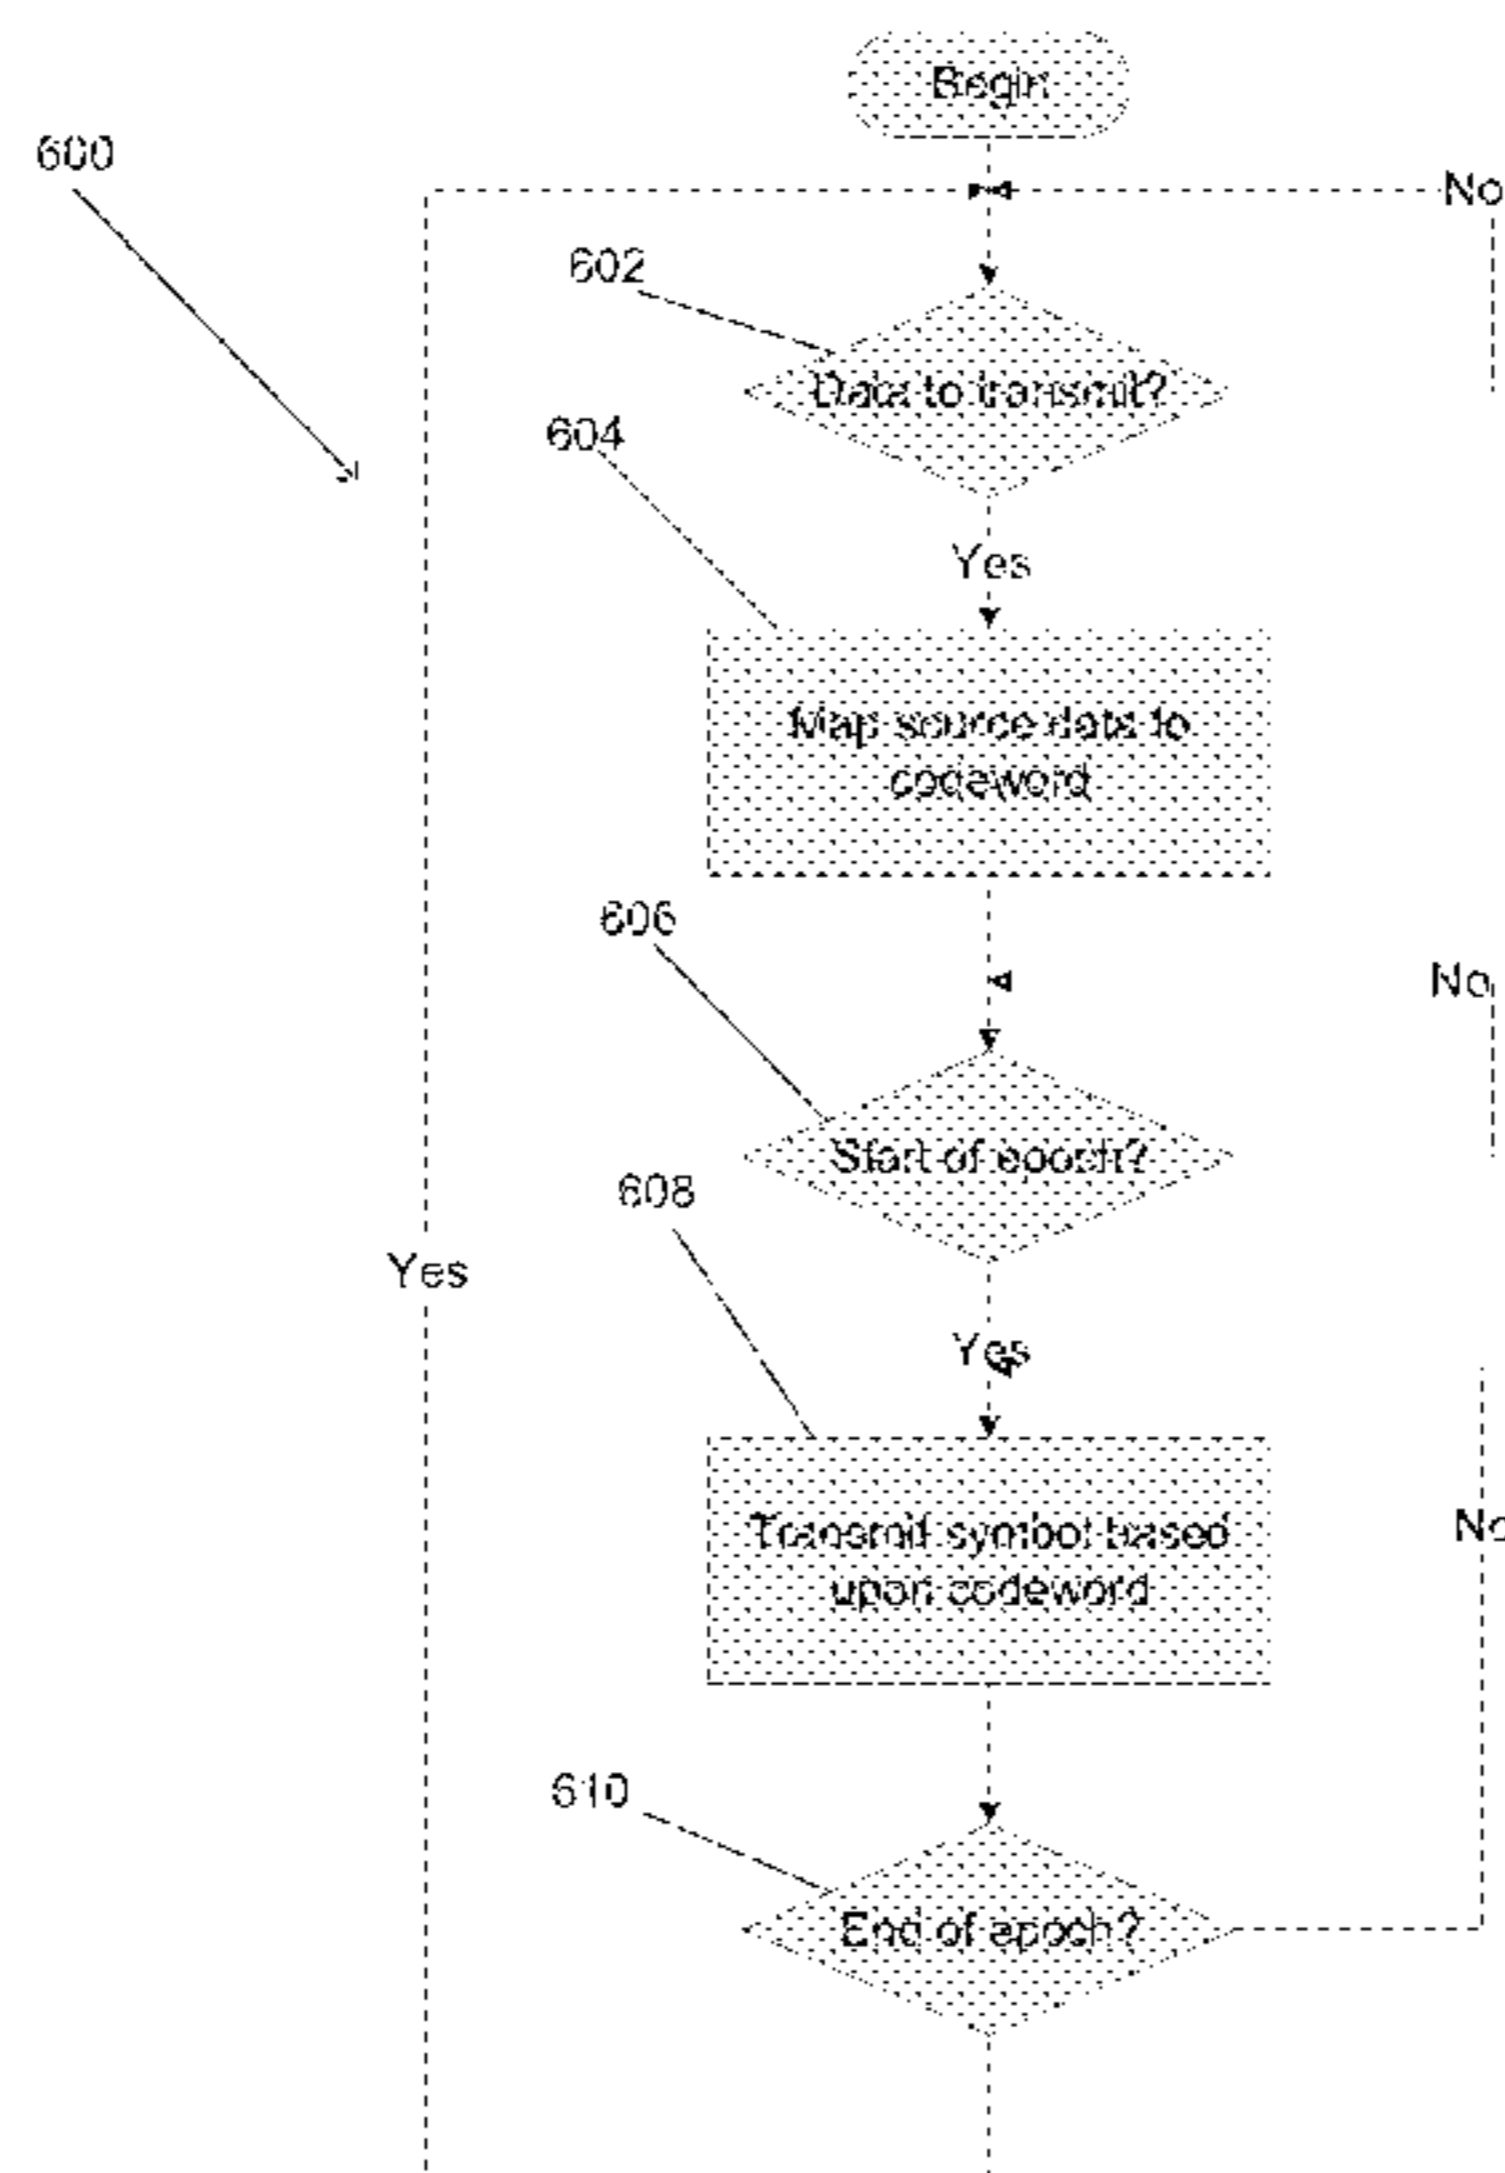 Begin
600
No
602
Data to transmit?
604
Yes
Map source data to
codeword
606
No
Start of epoch?
608
Yes
Yes
No
Transmit symbol based
upon codeword
610
End of epoch?